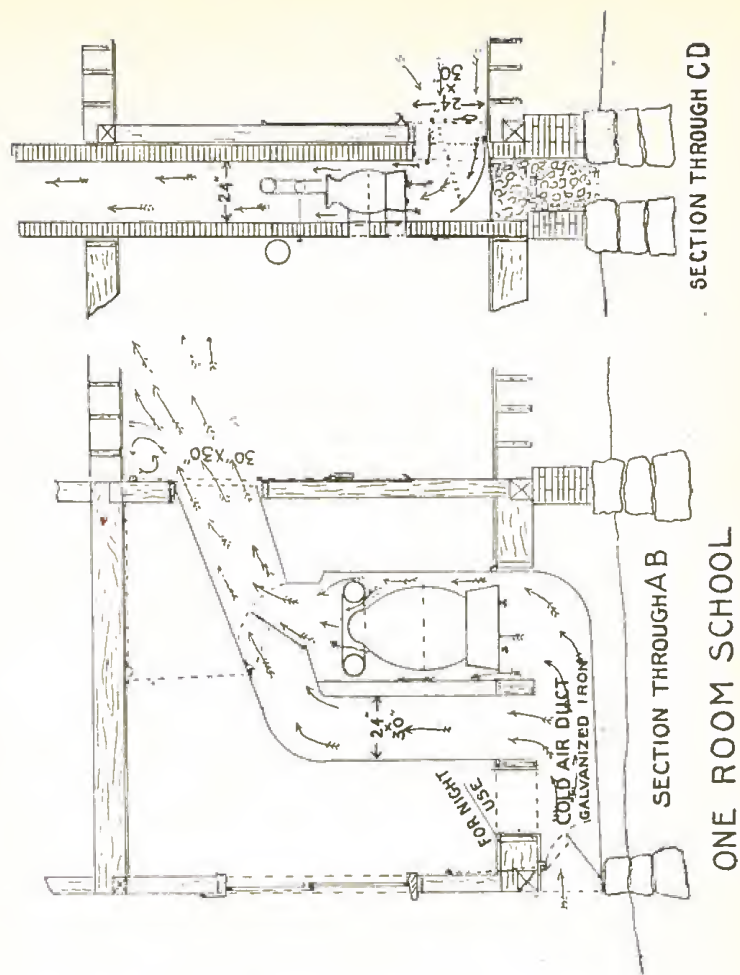 24" × 30"
24"
SECTION THROUGH CD
30" X 30"
24" × 30"
FOR NIGHT
USE
COLD AIR DUCT
GALVANIZED IRON
SECTION THROUGH AB
ONE ROOM SCHOOL